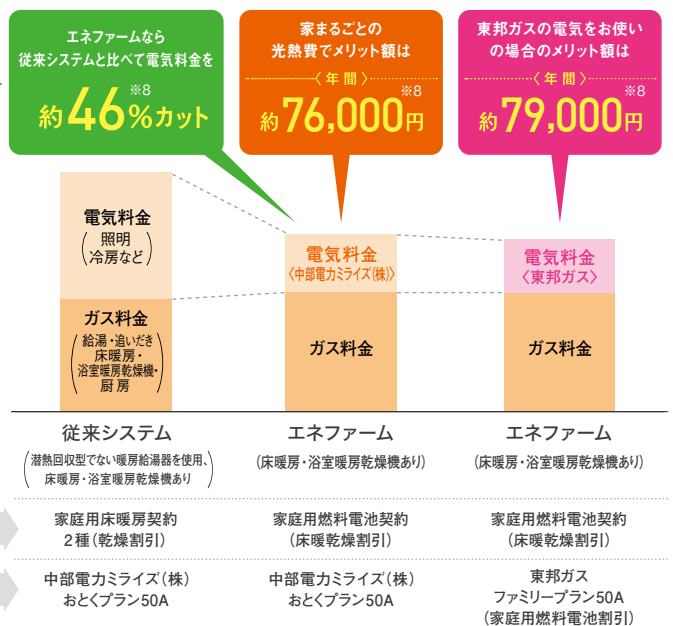 エネファームなら
従来システムと比べて電気料金を
約46%カット※8
家まるごとの
光熱費でメリット額は
〈年間〉
約76,000円※8
東邦ガスの電気をお使い
の場合のメリット額は
〈年間〉
約79,000円※8
電気料金
(照明
冷房など)
ガス料金
(給湯・追いだき
床暖房・
浴室暖房乾燥機・
厨房)
電気料金
〈中部電力ミライズ(株)〉
ガス料金
電気料金
〈東邦ガス〉
ガス料金
従来システム
(潜熱回収型でない暖房給湯器を使用、
床暖房・浴室暖房乾燥機あり)
エネファーム
(床暖房・浴室暖房乾燥機あり)
エネファーム
(床暖房・浴室暖房乾燥機あり)
家庭用床暖房契約
2種(乾燥割引)
家庭用燃料電池契約
(床暖乾燥割引)
家庭用燃料電池契約
(床暖乾燥割引)
中部電力ミライズ(株)
おとくプラン50A
中部電力ミライズ(株)
おとくプラン50A
東邦ガス
ファミリープラン50A
(家庭用燃料電池割引)